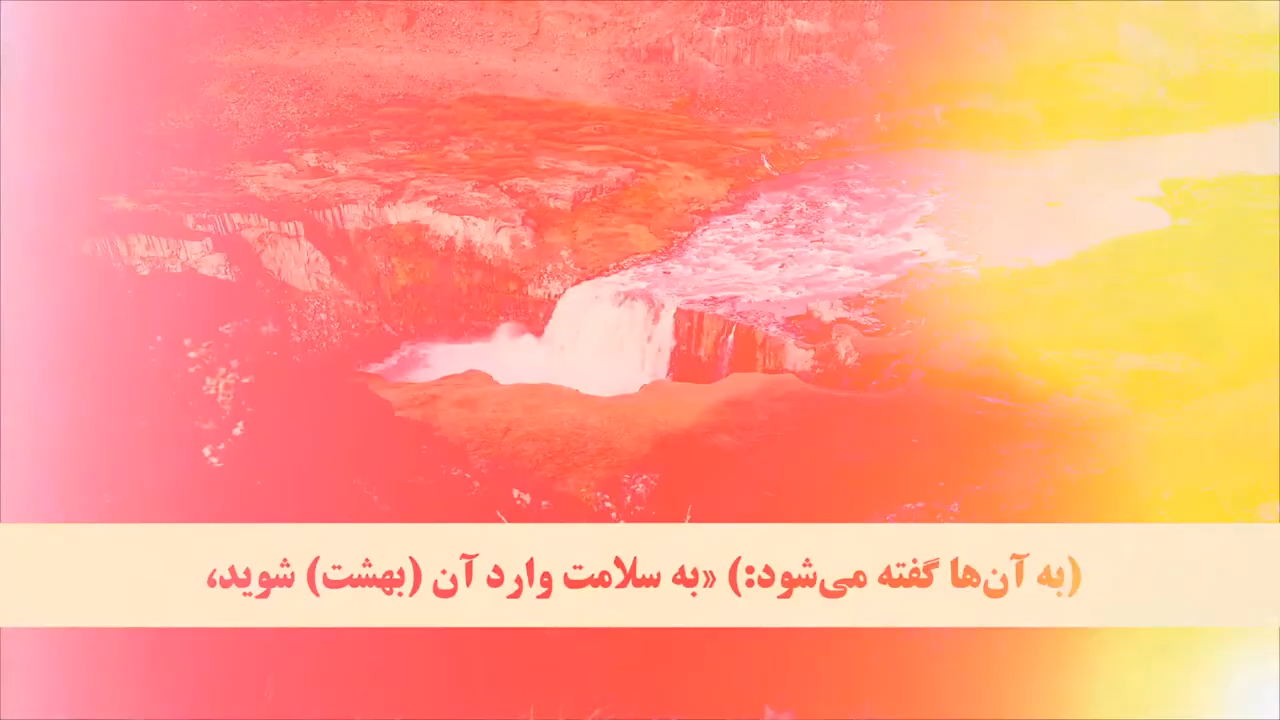 (به آن‌ها گفته می‌شود:) «به سلامت وارد آن (بهشت) شوید،